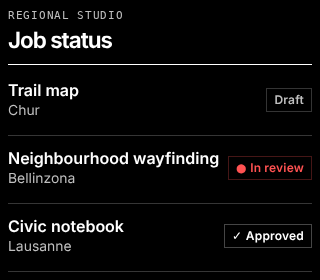 REGIONAL STUDIO
Job status
Trail map
Chur
Draft
Neighbourhood wayfinding
Bellinzona
● In review
Civic notebook
Lausanne
✓ Approved